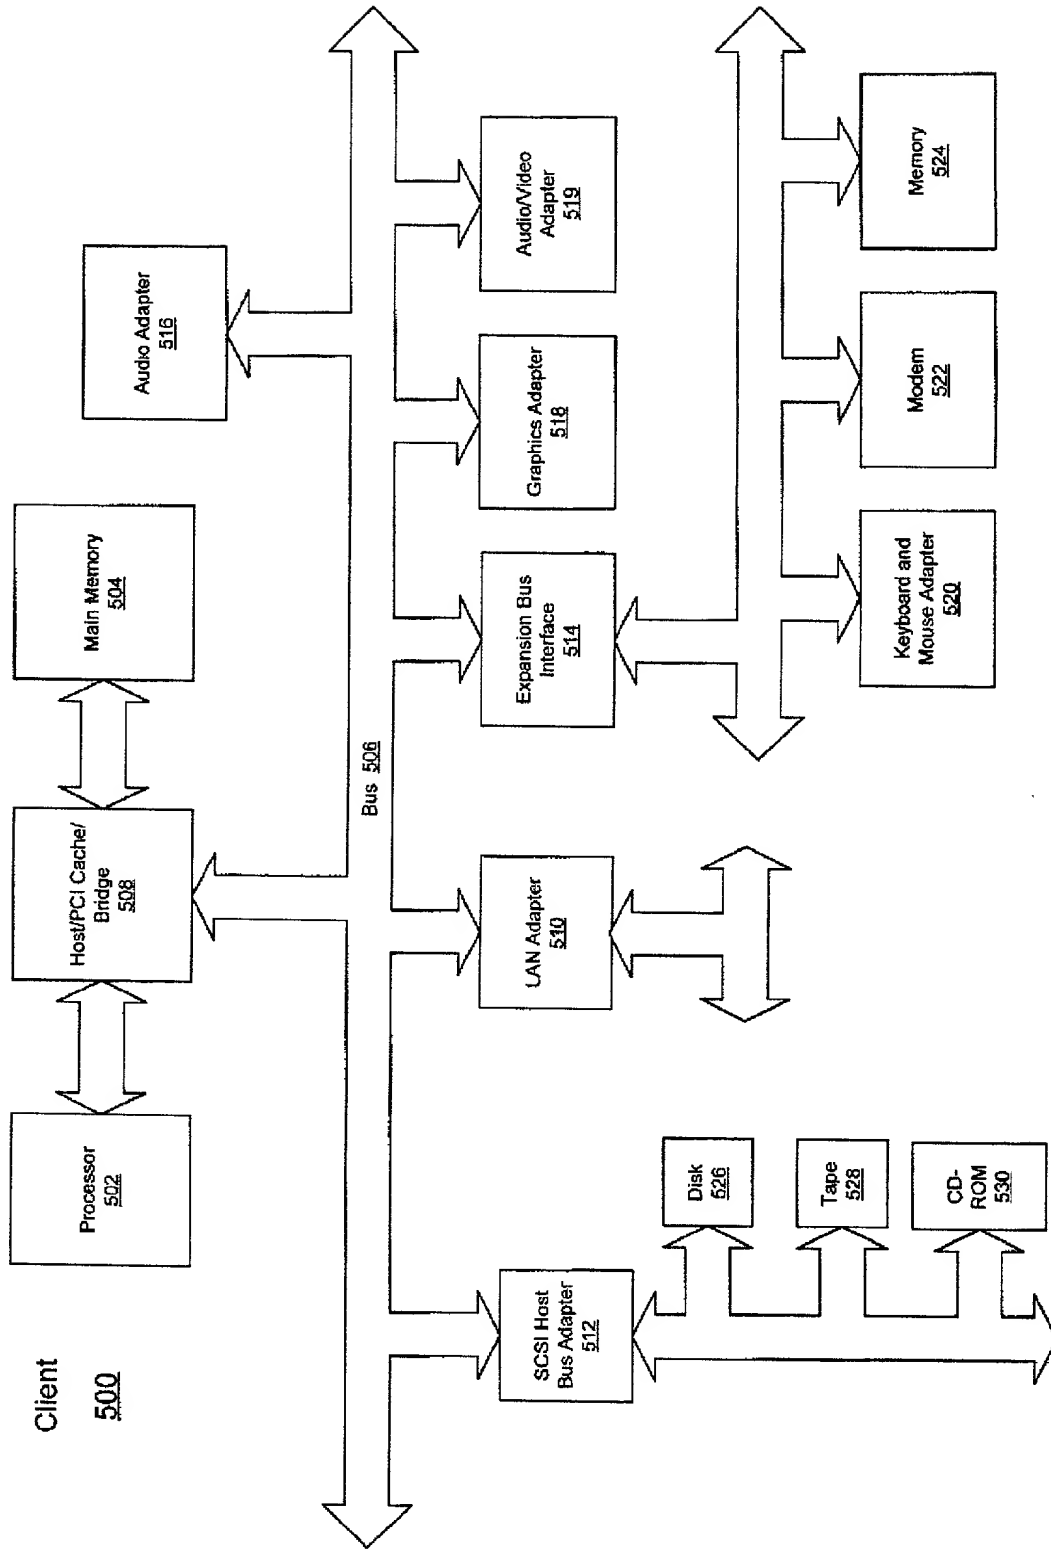 Client
500
Processor
502
Host/PCI Cache/
Bridge
508
Main Memory
504
Audio Adapter
516
Bus 506
SCSI Host
Bus Adapter
512
LAN Adapter
510
Expansion Bus
Interface
514
Graphics Adapter
518
Audio/Video
Adapter
519
Disk
526
Tape
528
CD-
ROM
530
Keyboard and
Mouse Adapter
520
Modem
522
Memory
524